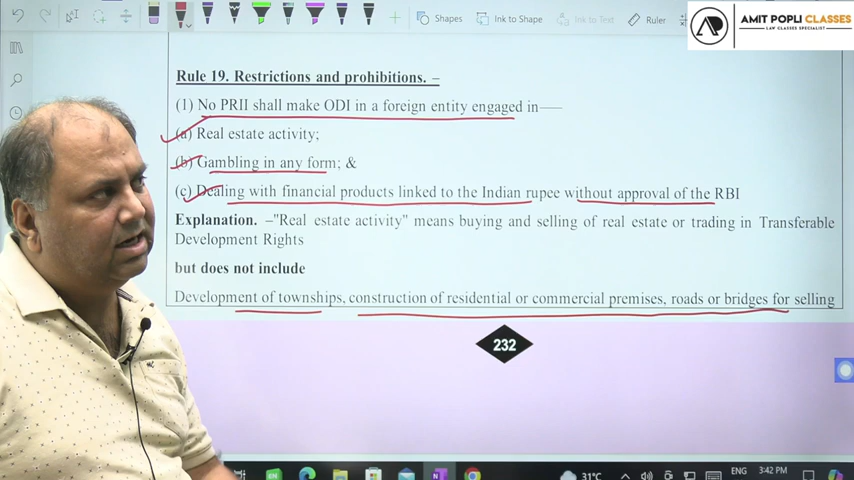 Shapes
Ink to Shape
Ink to Text
Ruler
AMIT POPLI CLASSES
LAW CLASSES SPECIALIST
Rule 19. Restrictions and prohibitions. –
(1) No PRII shall make ODI in a foreign entity engaged in—
(a) Real estate activity;
(b) Gambling in any form; &
(c) Dealing with financial products linked to the Indian rupee without approval of the RBI
Explanation. –"Real estate activity" means buying and selling of real estate or trading in Transferable
Development Rights
but does not include
Development of townships, construction of residential or commercial premises, roads or bridges for selling
232
31°C
ENG
3:42 PM